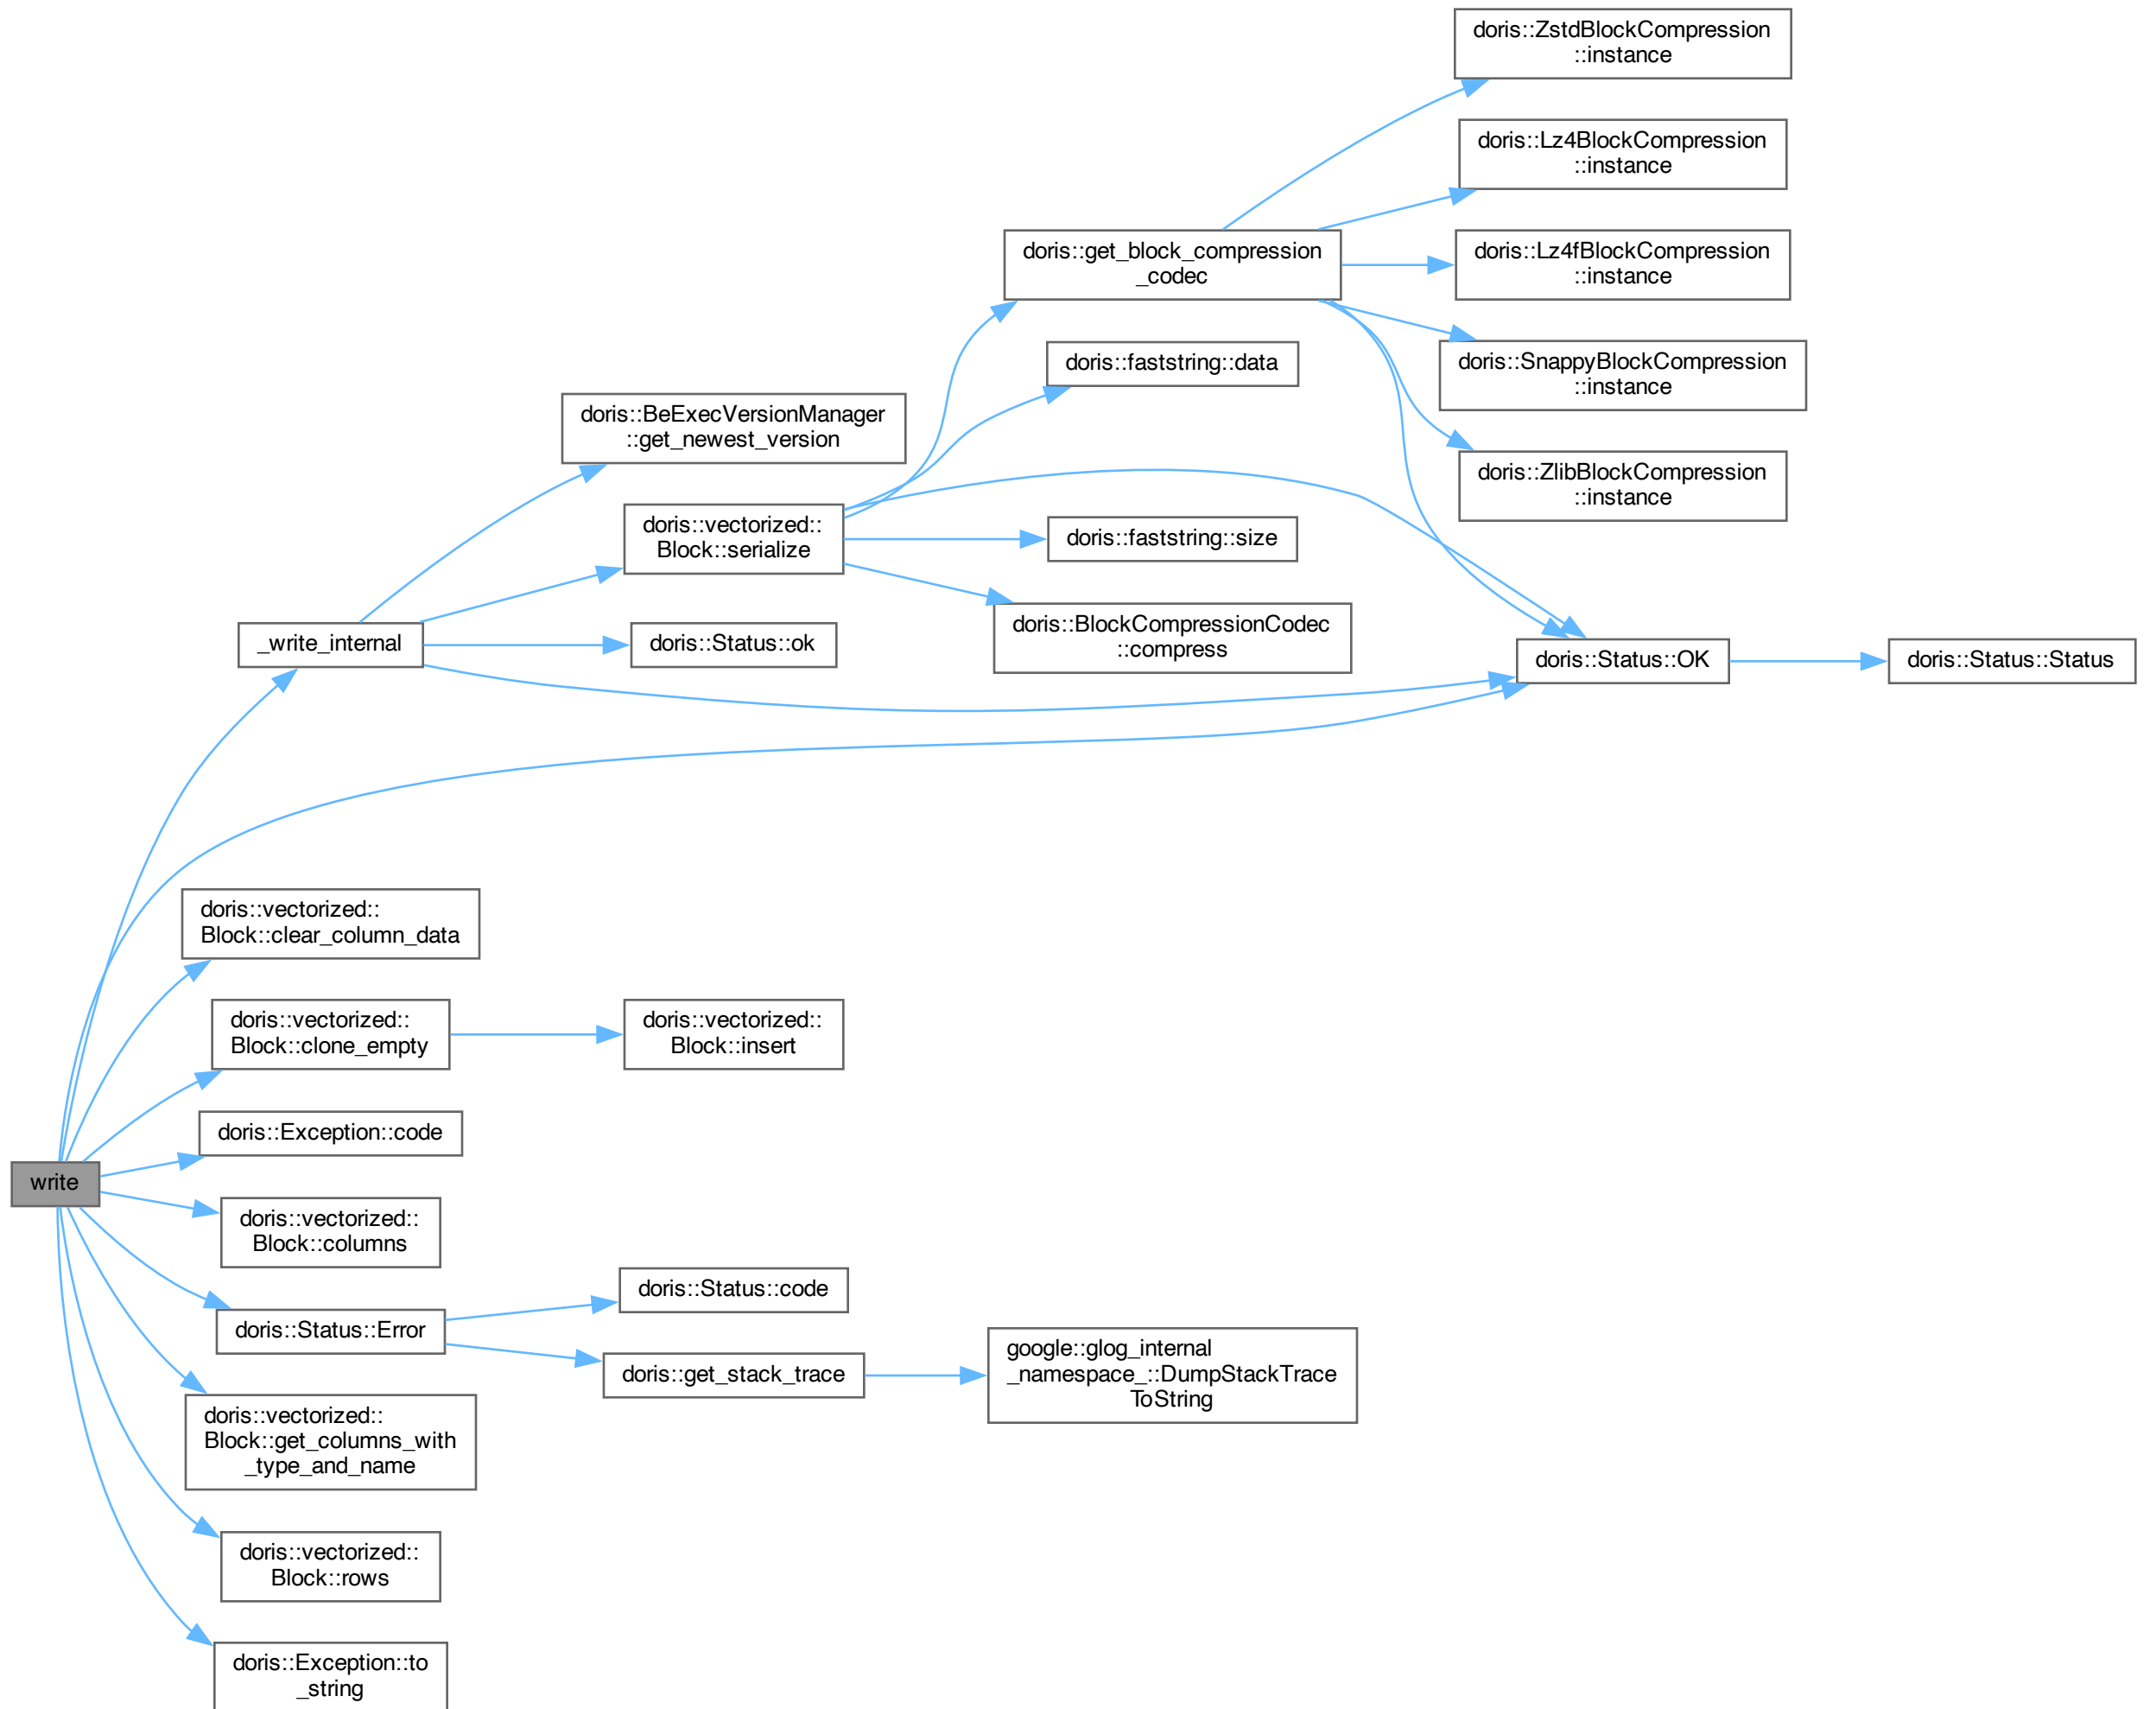 doris::ZstdBlockCompression
::instance
doris::Lz4BlockCompression
::instance
doris::get_block_compression
_codec
doris::Lz4fBlockCompression
::instance
doris::faststring::data
doris::SnappyBlockCompression
::instance
doris::BeExecVersionManager
::get_newest_version
doris::ZlibBlockCompression
::instance
doris::vectorized::
Block::serialize
doris::faststring::size
_write_internal
doris::Status::ok
doris::BlockCompressionCodec
::compress
doris::Status::OK
doris::Status::Status
doris::vectorized::
Block::clear_column_data
doris::vectorized::
Block::clone_empty
doris::vectorized::
Block::insert
doris::Exception::code
write
doris::vectorized::
Block::columns
doris::Status::Error
doris::Status::code
doris::get_stack_trace
google::glog_internal
_namespace_::DumpStackTrace
ToString
doris::vectorized::
Block::get_columns_with
_type_and_name
doris::vectorized::
Block::rows
doris::Exception::to
_string